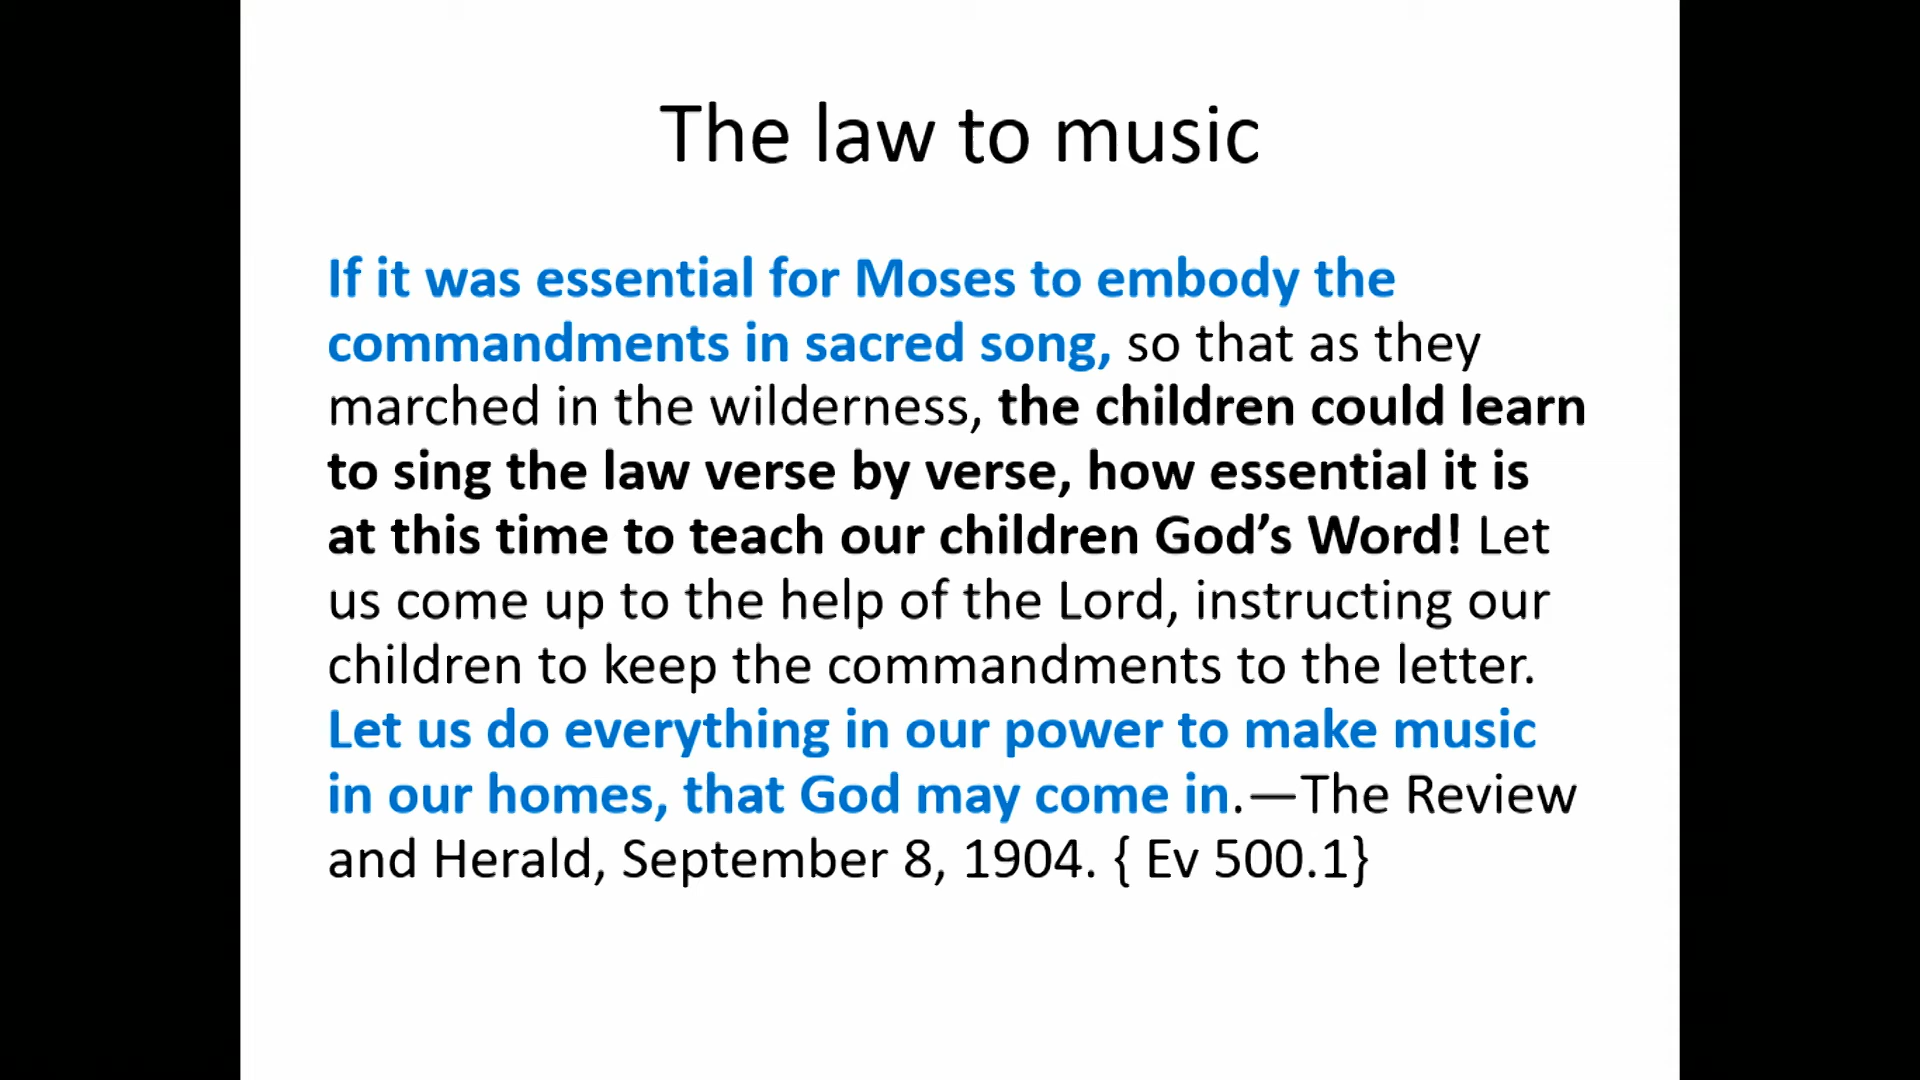 The law to music
If it was essential for Moses to embody the
commandments in sacred song, so that as they
marched in the wilderness, the children could learn
to sing the law verse by verse, how essential it is
at this time to teach our children God’s Word! Let
us come up to the help of the Lord, instructing our
children to keep the commandments to the letter.
Let us do everything in our power to make music
in our homes, that God may come in.—The Review
and Herald, September 8, 1904. { Ev 500.1}